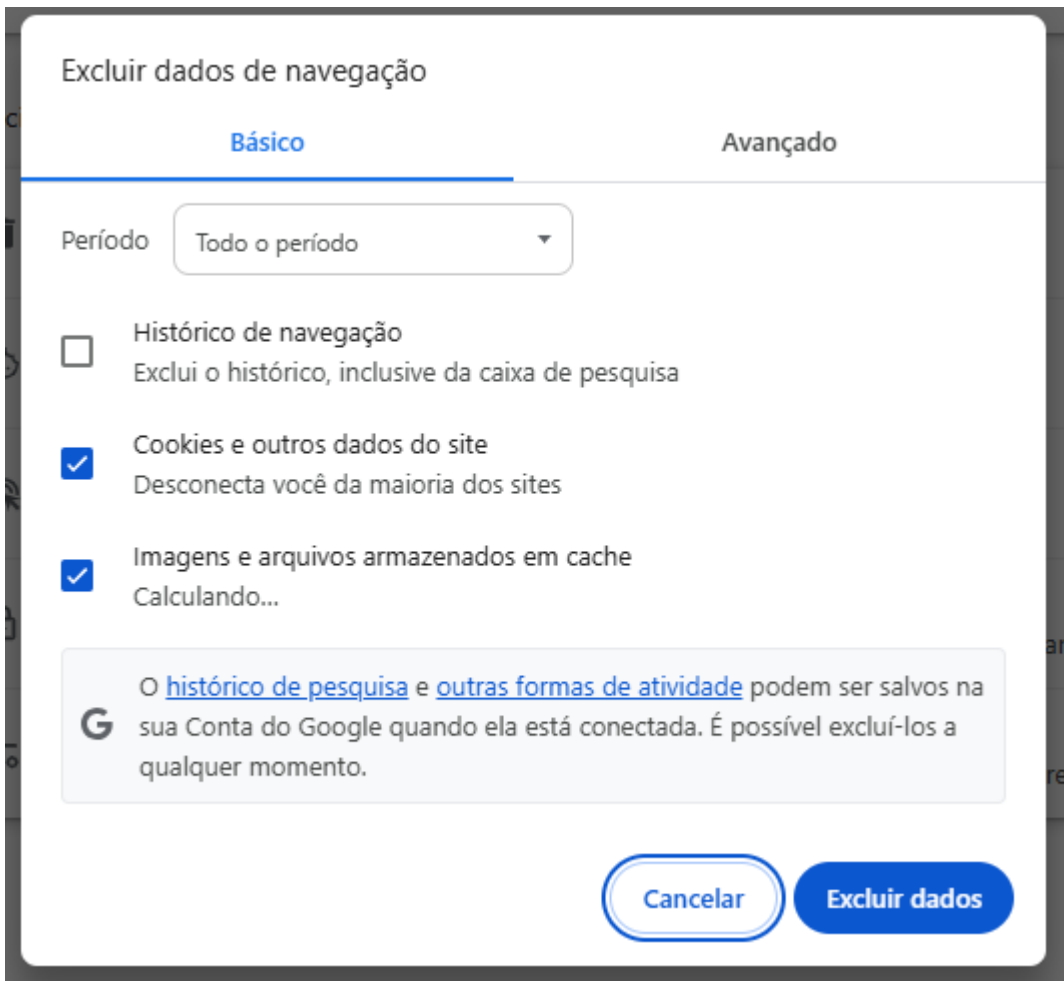 Excluir dados de navegação
Básico
Avançado
Período
Todo o período
Histórico de navegação
Exclui o histórico, inclusive da caixa de pesquisa
Cookies e outros dados do site
Desconecta você da maioria dos sites
Imagens e arquivos armazenados em cache
Calculando...
O histórico de pesquisa e outras formas de atividade podem ser salvos na
G sua Conta do Google quando ela está conectada. É possível excluí-los a
qualquer momento.
Cancelar
Excluir dados